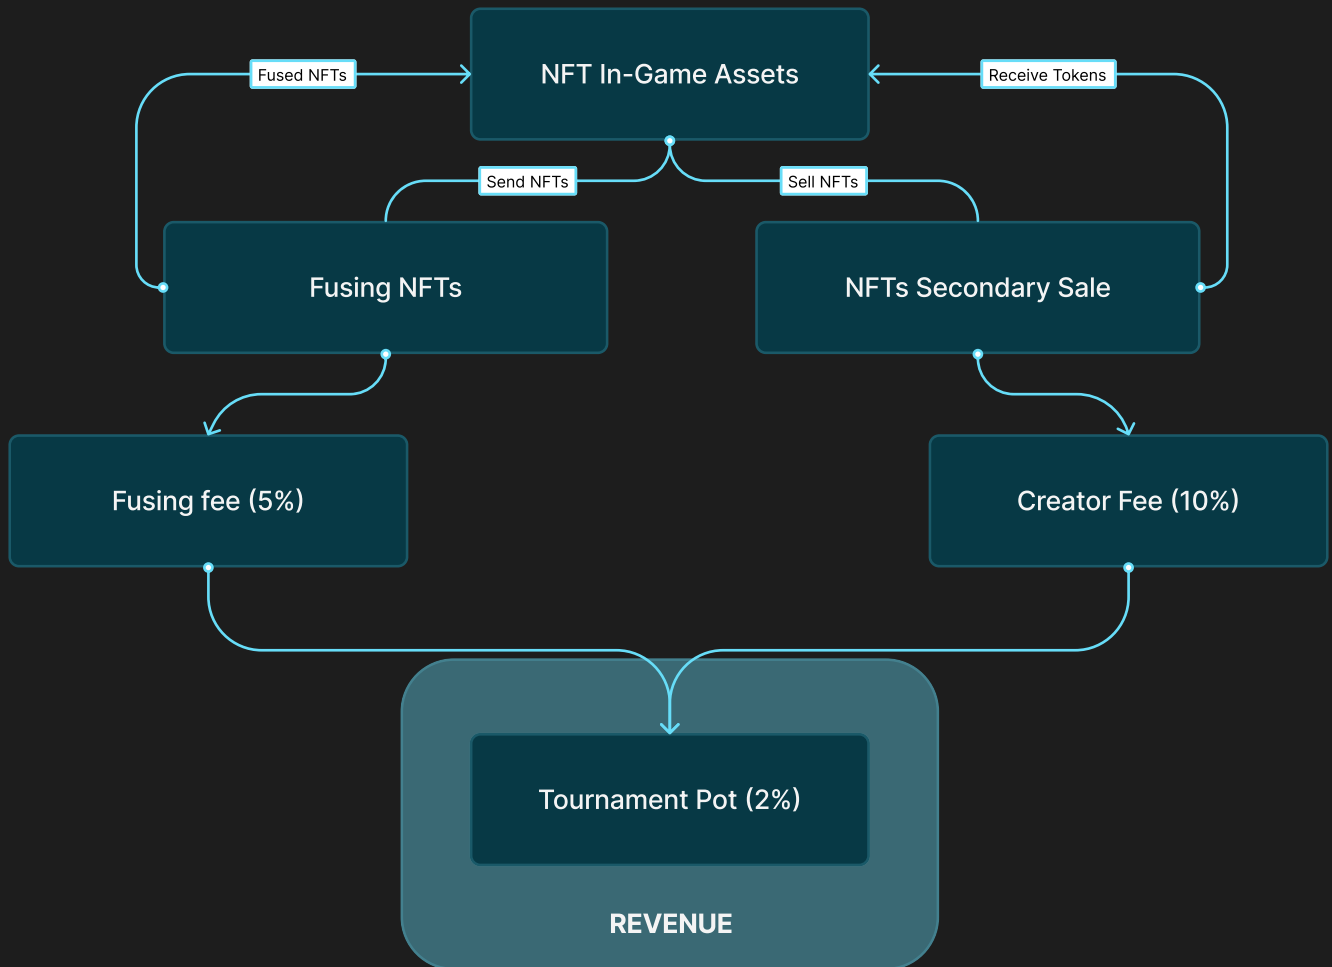 NFT In-Game Assets
Fused NFTs
Receive Tokens
Send NFTs
Sell NFTs
Fusing NFTs
NFTs Secondary Sale
Fusing fee (5%)
Creator Fee (10%)
Tournament Pot (2%)
REVENUE